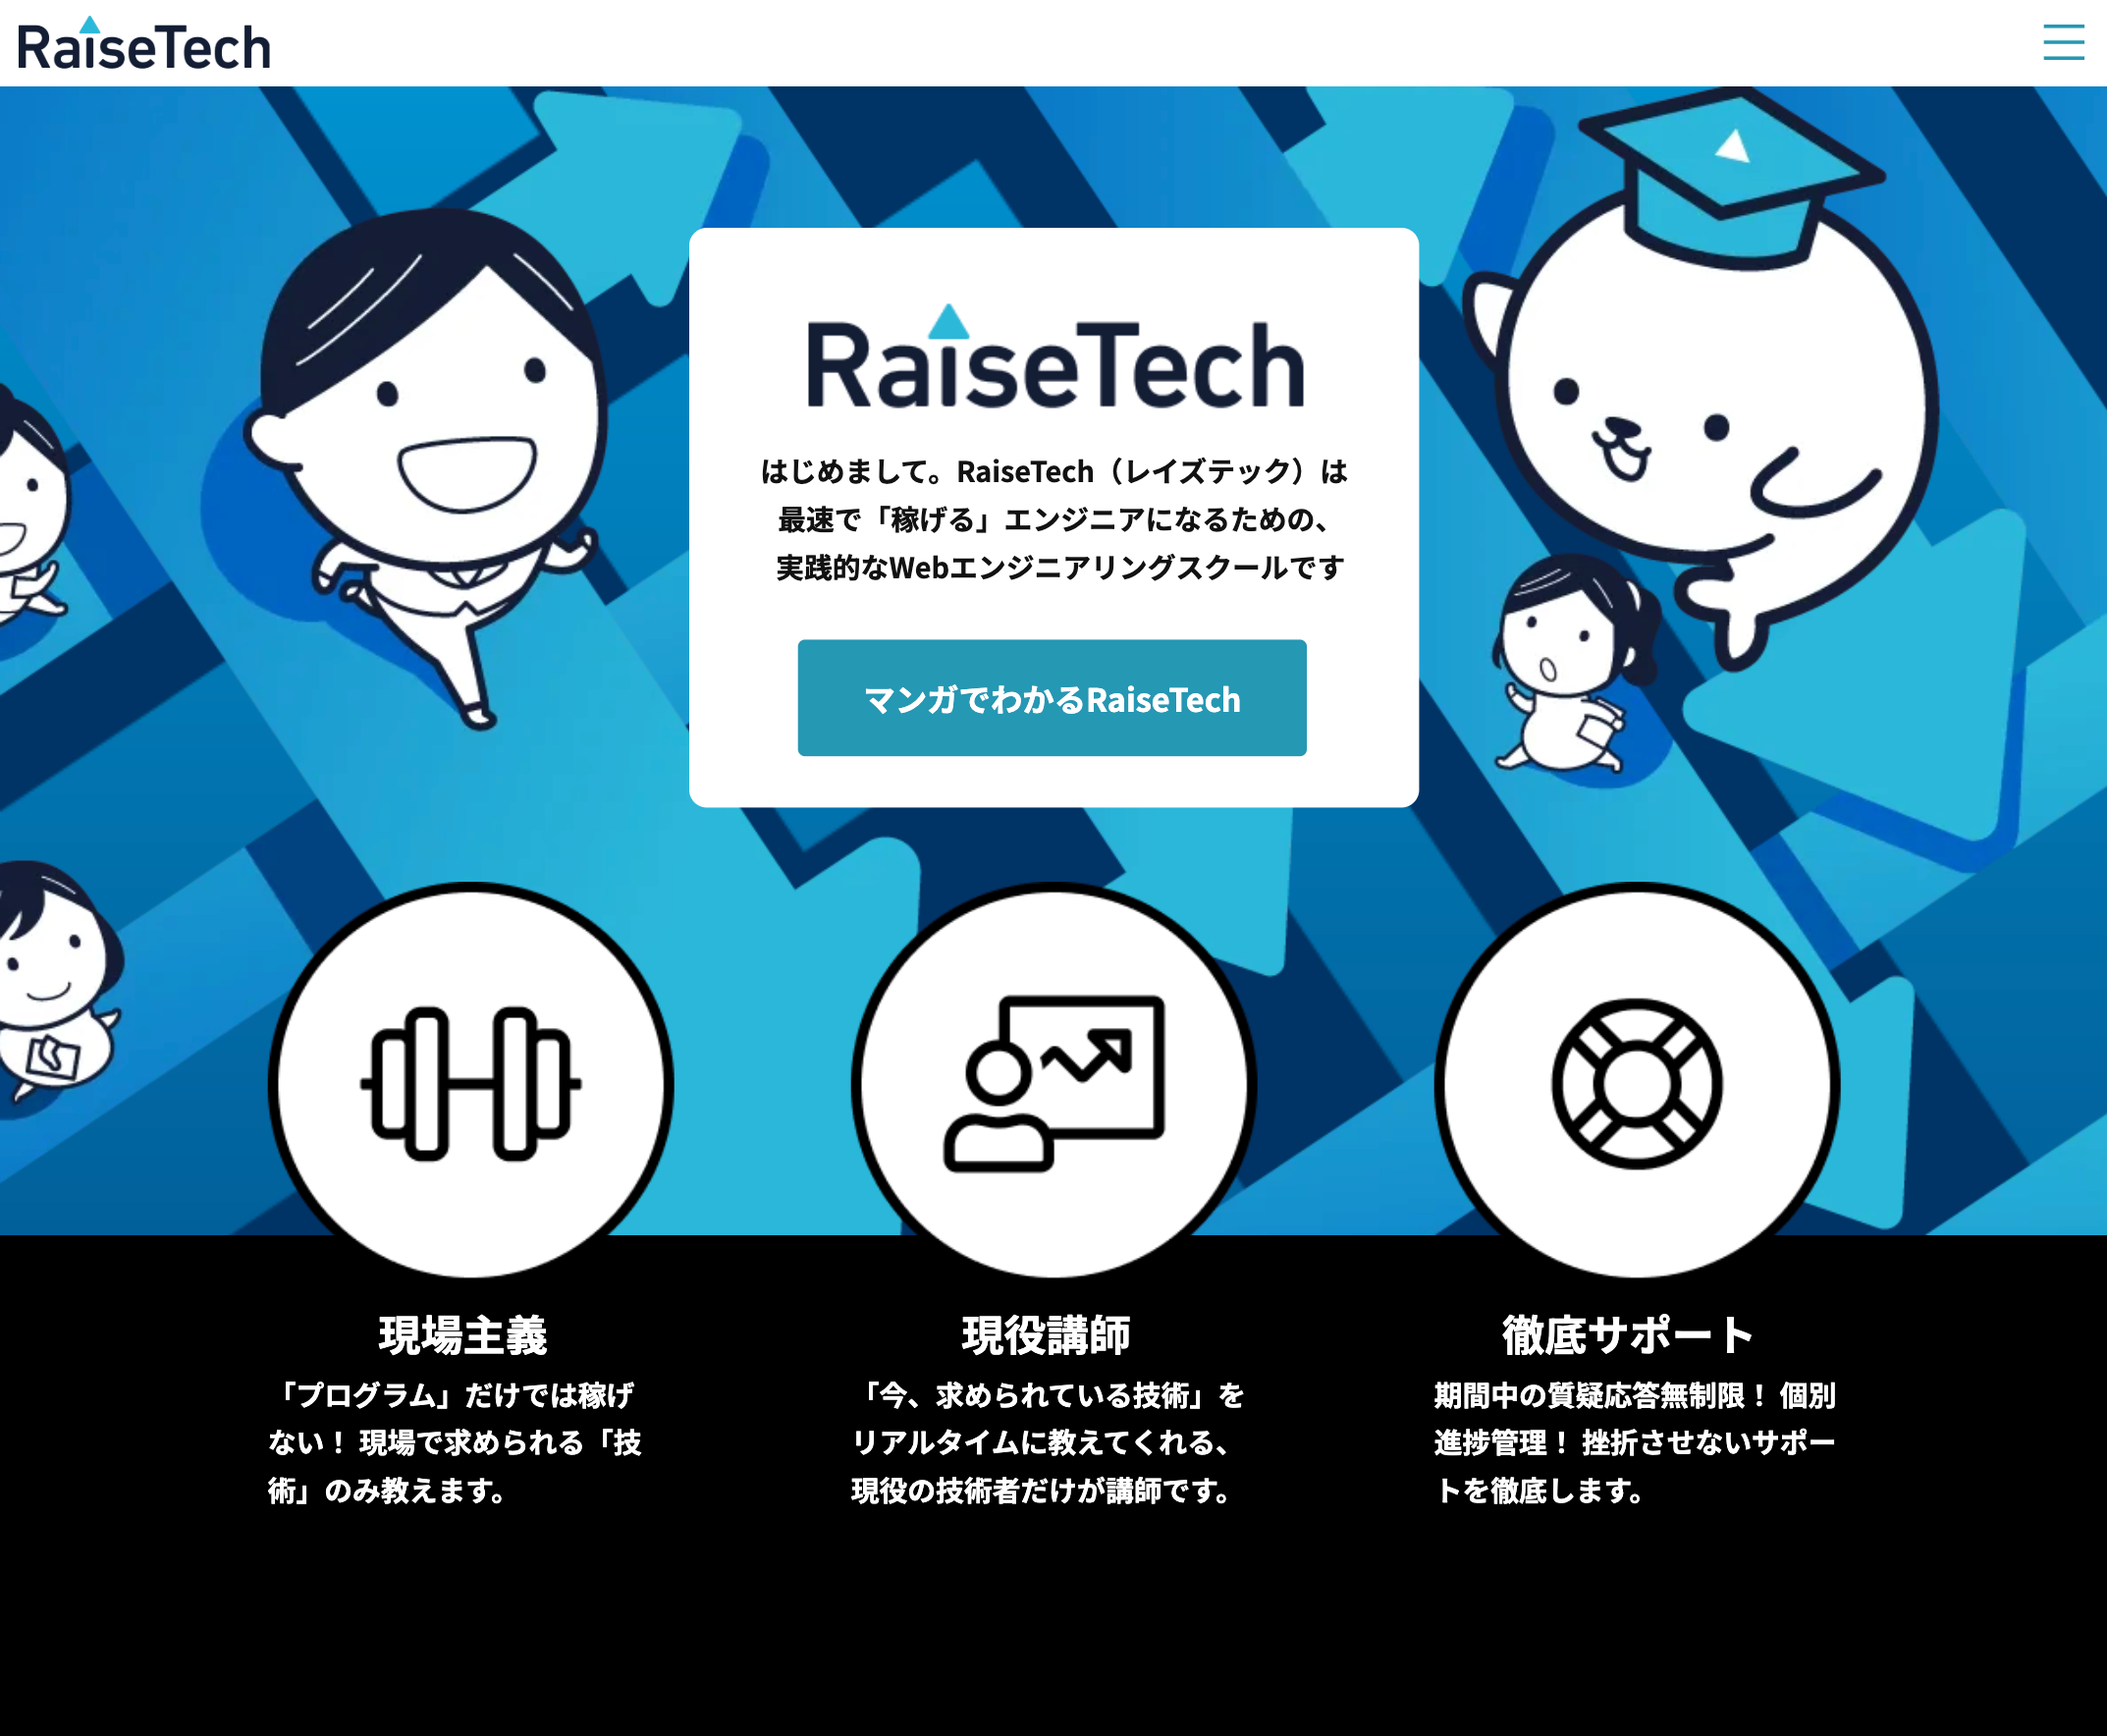 RaiseTech
RaiseTech
はじめまして。RaiseTech（レイズテック）は
最速で「稼げる」エンジニアになるための、
実践的なWebエンジニアリングスクールです
マンガでわかるRaiseTech
現場主義
「プログラム」だけでは稼げ
ない！ 現場で求められる「技
術」のみ教えます。
現役講師
「今、求められている技術」を
リアルタイムに教えてくれる、
現役の技術者だけが講師です。
徹底サポート
期間中の質疑応答無制限！ 個別
進捗管理！ 挫折させないサポー
トを徹底します。